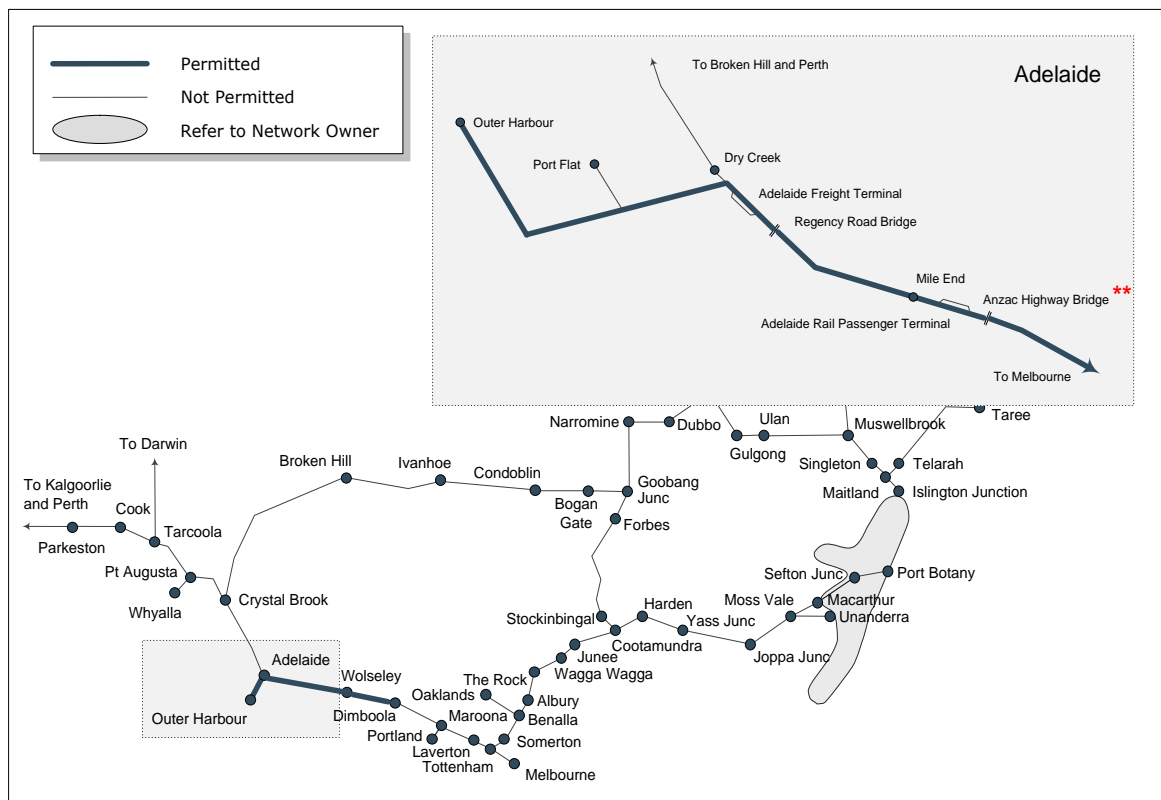 Permitted
Not Permitted
Refer to Network Owner
Adelaide
To Broken Hill and Perth
Outer Harbour
Port Flat
Dry Creek
Adelaide Freight Terminal
Regency Road Bridge
Mile End
Anzac Highway Bridge **
Adelaide Rail Passenger Terminal
To Melbourne
Taree
Narromine
Dubbo
Ulan
Gulgong
Muswellbrook
Singleton
Telarah
Maitland
Islington Junction
To Darwin
Broken Hill
Ivanhoe
Condoblin
Goobang
Junc
Bogan
Gate
Forbes
To Kalgoorlie
and Perth
Cook
Tarcoola
Parkeston
Pt Augusta
Whyalla
Crystal Brook
Sefton Junc
Port Botany
Moss Vale
Macarthur
Unanderra
Stockinbingal
Harden
Yass Junc
Cootamundra
Joppa Junc
Junee
Wagga Wagga
The Rock
Adelaide
Wolseley
Oaklands
Albury
Outer Harbour
Dimboola
Maroona
Benalla
Portland
Laverton
Somerton
Tottenham
Melbourne